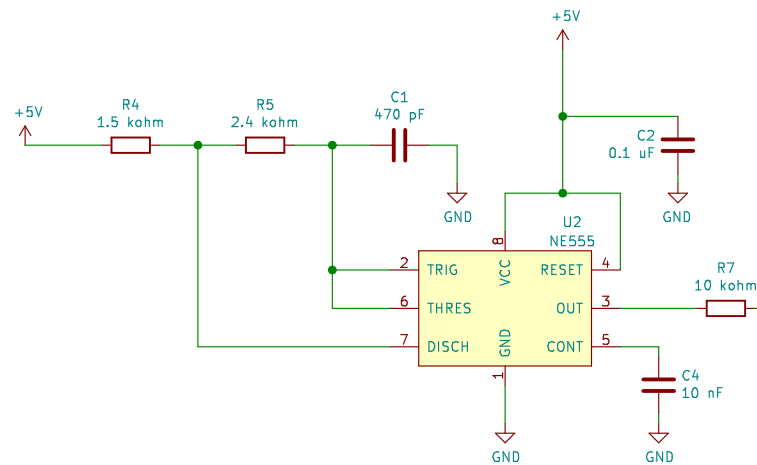 +5V
+5V
R4
1.5 kohm
R5
2.4 kohm
C1
470 pF
GND
C2
0.1 uF
GND
U2
NE555
8
VCC
2
TRIG
RESET
4
6
THRES
OUT
3
R7
10 kohm
7
DISCH
GND
CONT
5
1
C4
10 nF
GND
GND